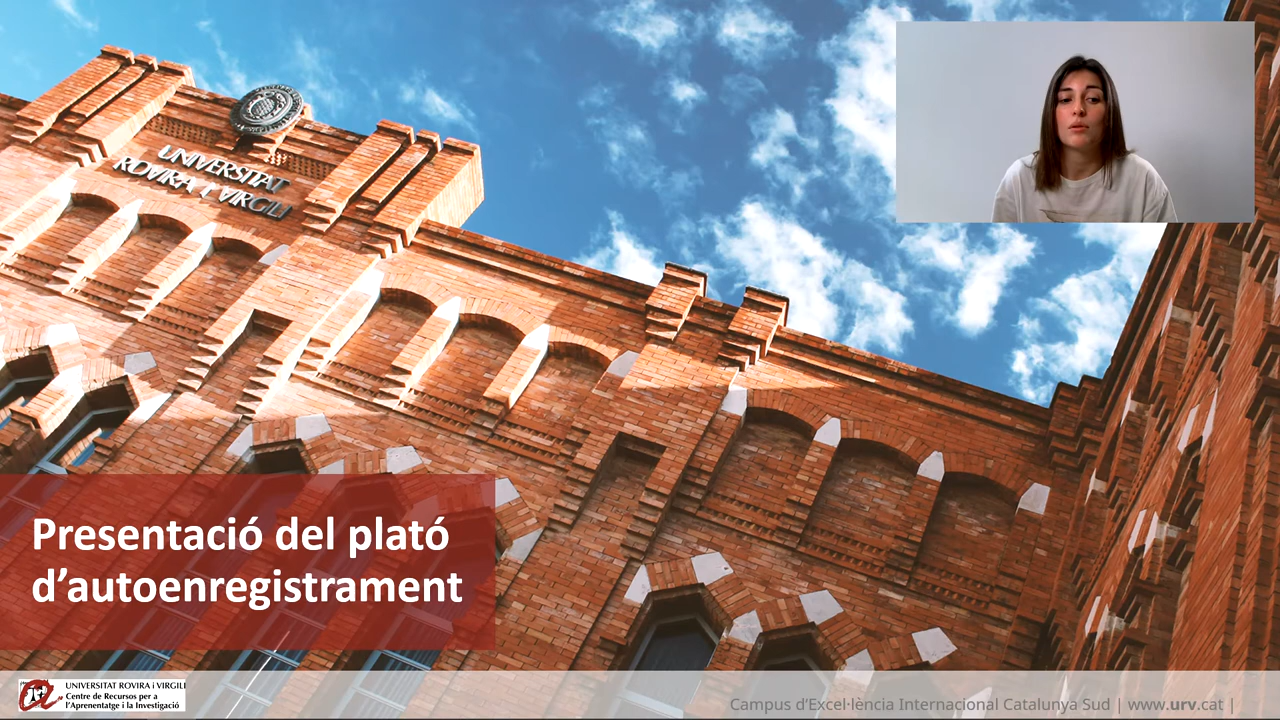 UNIVERSITAT
ROVIRA I VIRGILI
Presentació del plató
d’autoenregistrament
UNIVERSITAT ROVIRA i VIRGILI
Centre de Recursos per a
l’Aprenentatge i la Investigació
Campus d’Excel·lència Internacional Catalunya Sud | www.urv.cat |